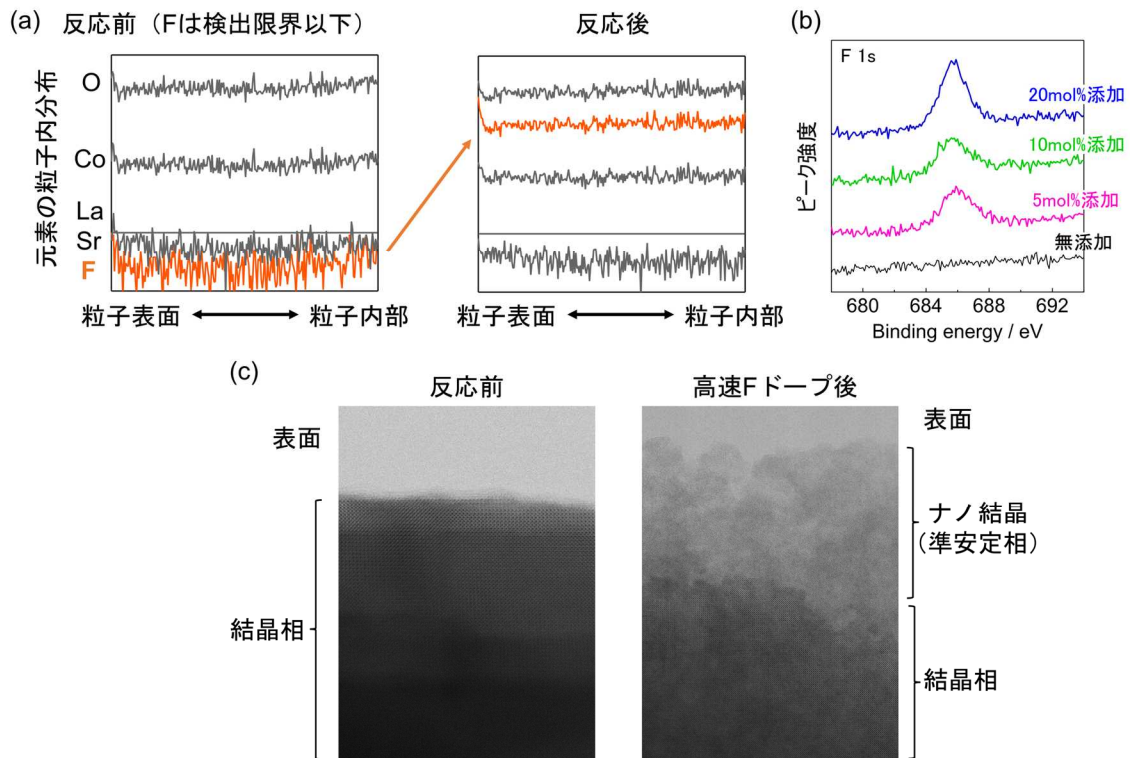 (a)
反応前（Fは検出限界以下）
反応後
元素の粒子内分布
O
Co
La
Sr
F
粒子表面
粒子内部
粒子表面
粒子内部
(b)
F 1s
ピーク強度
20mol%添加
10mol%添加
5mol%添加
無添加
680
684
688
692
Binding energy / eV
(c)
反応前
高速Fドープ後
表面
結晶相
表面
ナノ結晶
（準安定相）
結晶相